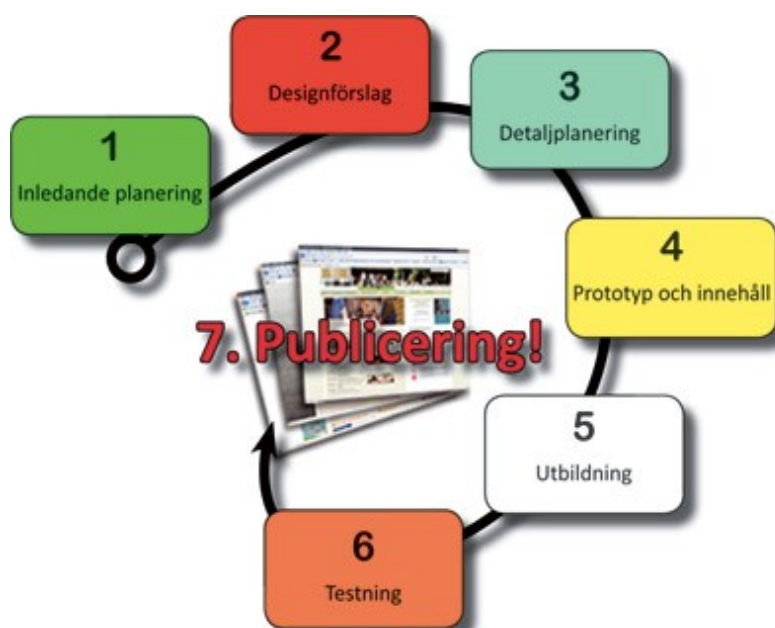 1
Inledande planering
2
Designförslag
3
Detaljplanering
4
Prototyp och innehåll
5
Utbildning
6
Testning
7. Publicering!